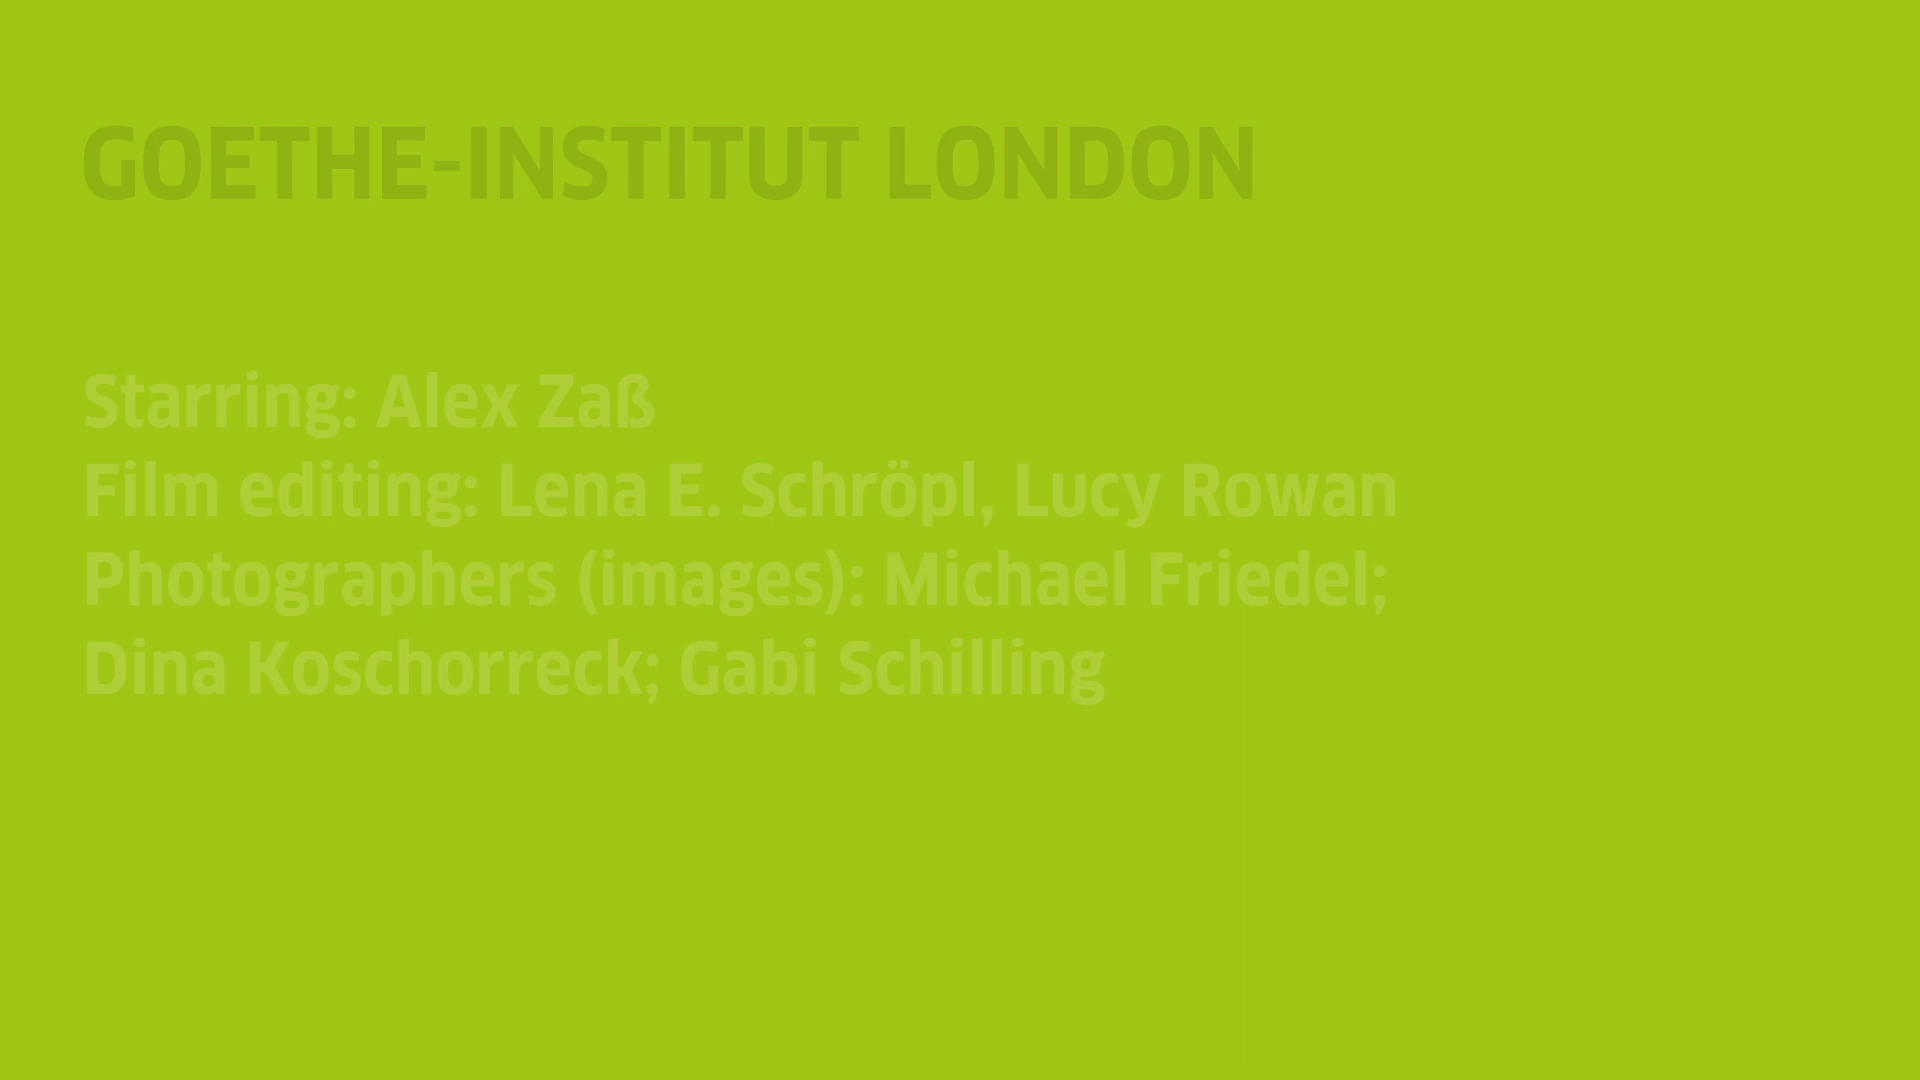 GOETHE-INSTITUT LONDON
Starring: Alex Zaß
Film editing: Lena E. Schröpl, Lucy Rowan
Photographers (images): Michael Friedel;
Dina Koschorreck; Gabi Schilling